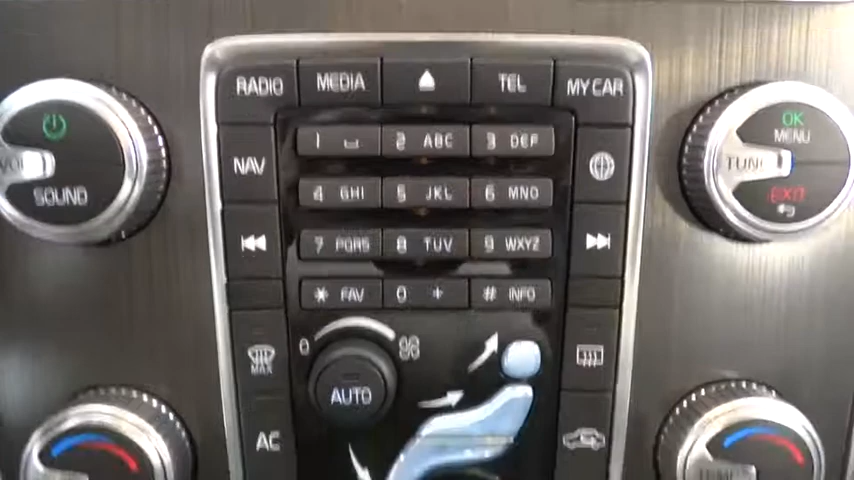 RADIO MEDIA TEL MY CAR
OK
MENU
1 2 ABC 3 DEF
VOL
SOUND
NAV
TUNE
4 GHI 5 JKL 6 MNO
EXIT
7 PQRS 8 TUV 9 WXYZ
* FAV 0 + # INFO
0
MAX
AUTO
AC